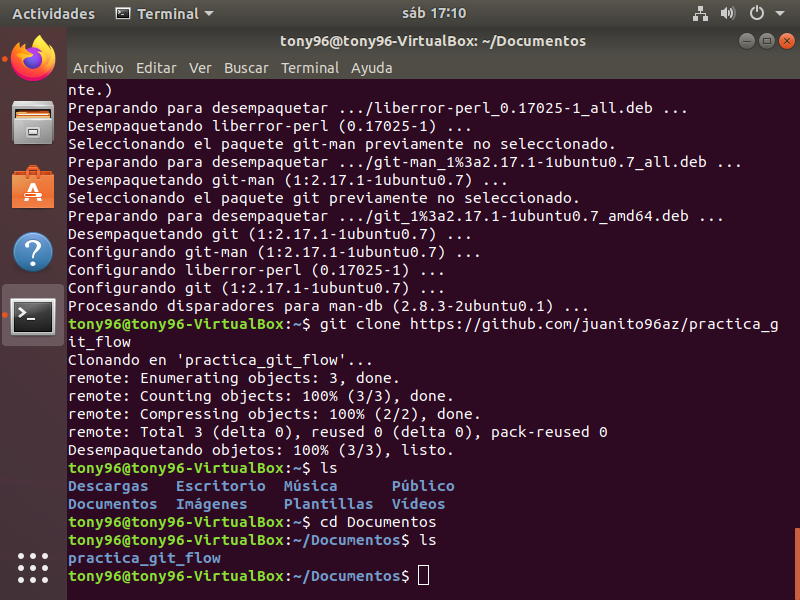 Actividades Terminal sáb 17:10
tony96@tony96-VirtualBox: ~/Documentos
Archivo Editar Ver Buscar Terminal Ayuda
nte.)
Preparando para desempaquetar .../liberror-perl_0.17025-1_all.deb ...
Desempaquetando liberror-perl (0.17025-1) ...
Seleccionando el paquete git-man previamente no seleccionado.
Preparando para desempaquetar .../git-man_1%3a2.17.1-1ubuntu0.7_all.deb ...
Desempaquetando git-man (1:2.17.1-1ubuntu0.7) ...
Seleccionando el paquete git previamente no seleccionado.
Preparando para desempaquetar .../git_1%3a2.17.1-1ubuntu0.7_amd64.deb ...
Desempaquetando git (1:2.17.1-1ubuntu0.7) ...
Configurando git-man (1:2.17.1-1ubuntu0.7) ...
Configurando liberror-perl (0.17025-1) ...
Configurando git (1:2.17.1-1ubuntu0.7) ...
Procesando disparadores para man-db (2.8.3-2ubuntu0.1) ...
tony96@tony96-VirtualBox:~$ git clone https://github.com/juanito96az/practica_g
it_flow
Clonando en 'practica_git_flow'...
remote: Enumerating objects: 3, done.
remote: Counting objects: 100% (3/3), done.
remote: Compressing objects: 100% (2/2), done.
remote: Total 3 (delta 0), reused 0 (delta 0), pack-reused 0
Desempaquetando objetos: 100% (3/3), listo.
tony96@tony96-VirtualBox:~$ ls
Descargas Escritorio Música Público
Documentos Imágenes Plantillas Vídeos
tony96@tony96-VirtualBox:~$ cd Documentos
tony96@tony96-VirtualBox:~/Documentos$ ls
practica_git_flow
tony96@tony96-VirtualBox:~/Documentos$